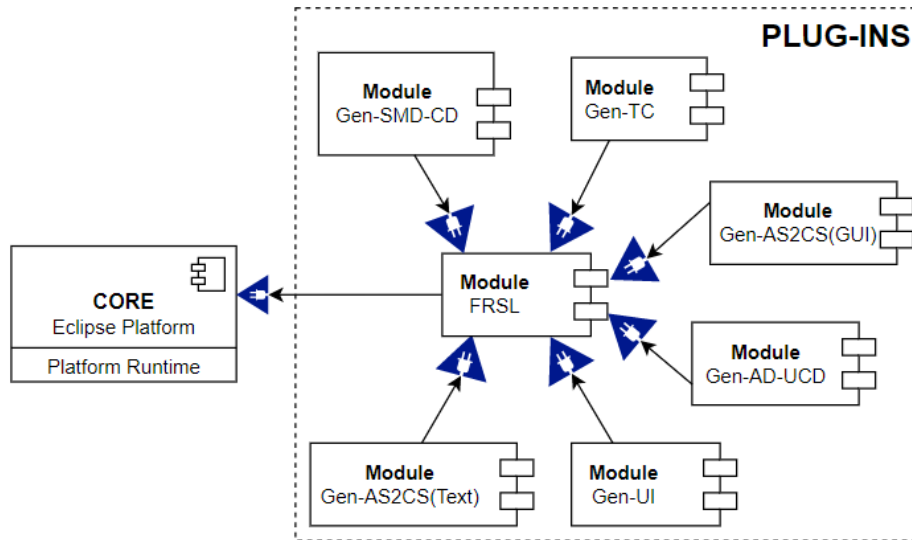 PLUG-INS
Module
Gen-SMD-CD
Module
Gen-TC
Module
Gen-AS2CS(GUI)
Module
FRSL
CORE
Eclipse Platform
Platform Runtime
Module
Gen-AD-UCD
Module
Gen-AS2CS(Text)
Module
Gen-UI